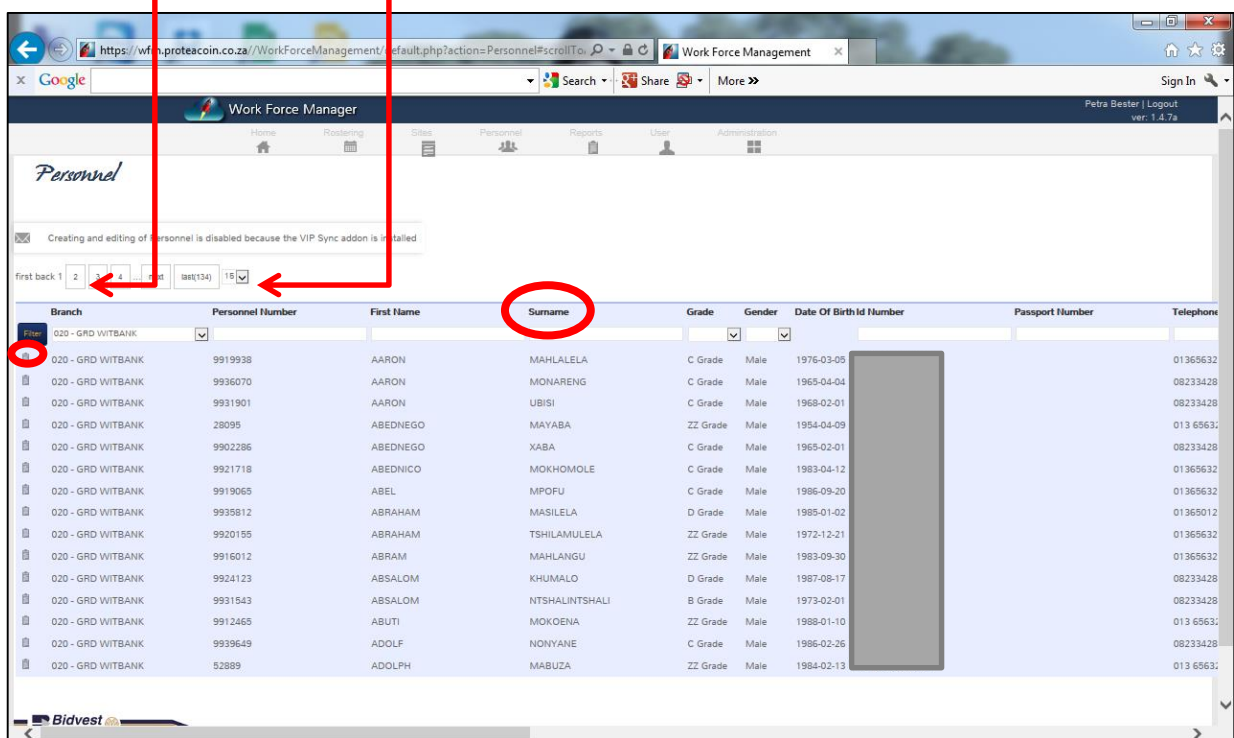 https://wfm.proteacoin.co.za//WorkForceManagement/default.php?action=Personnel#scrollTo Work Force Management
Google Search Share More >> Sign In
Work Force Manager Petra Bester | Logout
ver: 1.4.7a
Home Rostering Sites Personnel Reports User Administration
Personnel
Creating and editing of Personnel is disabled because the VIP Sync addon is installed
first back 1 2 3 4 ... next last(134) 15
Branch Personnel Number First Name Surname Grade Gender Date Of Birth Id Number Passport Number Telephone
Filter 020 - GRD WITBANK
020 - GRD WITBANK 9919938 AARON MAHLALELA C Grade Male 1976-03-05 01365632
020 - GRD WITBANK 9936070 AARON MONARENG C Grade Male 1965-04-04 08233428
020 - GRD WITBANK 9931901 AARON UBISI C Grade Male 1968-02-01 08233428
020 - GRD WITBANK 28095 ABEDNEGO MAYABA ZZ Grade Male 1954-04-09 013 6563
020 - GRD WITBANK 9902286 ABEDNEGO XABA C Grade Male 1965-02-01 08233428
020 - GRD WITBANK 9921718 ABEDNICO MOKHOMOLE C Grade Male 1983-04-12 01365632
020 - GRD WITBANK 9919065 ABEL MPOFU C Grade Male 1986-09-20 01365632
020 - GRD WITBANK 9935812 ABRAHAM MASILELA D Grade Male 1985-01-02 01365012
020 - GRD WITBANK 9920155 ABRAHAM TSHILAMULELA ZZ Grade Male 1972-12-21 01365632
020 - GRD WITBANK 9916012 ABRAM MAHLANGU ZZ Grade Male 1983-09-30 01365632
020 - GRD WITBANK 9924123 ABSALOM KHUMALO D Grade Male 1987-08-17 08233428
020 - GRD WITBANK 9931543 ABSALOM NTSHALINTSHALI B Grade Male 1973-02-01 08233428
020 - GRD WITBANK 9912465 ABUTI MOKOENA ZZ Grade Male 1988-01-10 013 6563
020 - GRD WITBANK 9939649 ADOLF NONYANE C Grade Male 1986-02-26 08233428
020 - GRD WITBANK 52889 ADOLPH MABUZA ZZ Grade Male 1984-02-13 013 6563
Bidvest